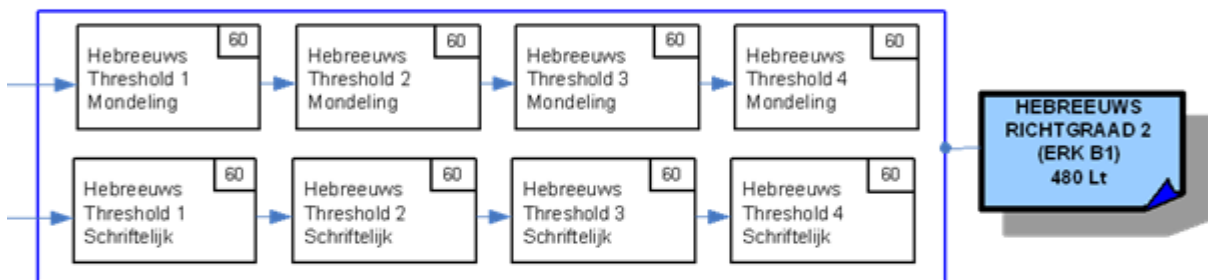 60
Hebreeuws
Threshold 1
Mondeling
60
Hebreeuws
Threshold 2
Mondeling
60
Hebreeuws
Threshold 3
Mondeling
60
Hebreeuws
Threshold 4
Mondeling
60
Hebreeuws
Threshold 1
Schriftelijk
60
Hebreeuws
Threshold 2
Schriftelijk
60
Hebreeuws
Threshold 3
Schriftelijk
60
Hebreeuws
Threshold 4
Schriftelijk
HEBREEUWS
RICHTGRAAD 2
(ERK B1)
480 Lt